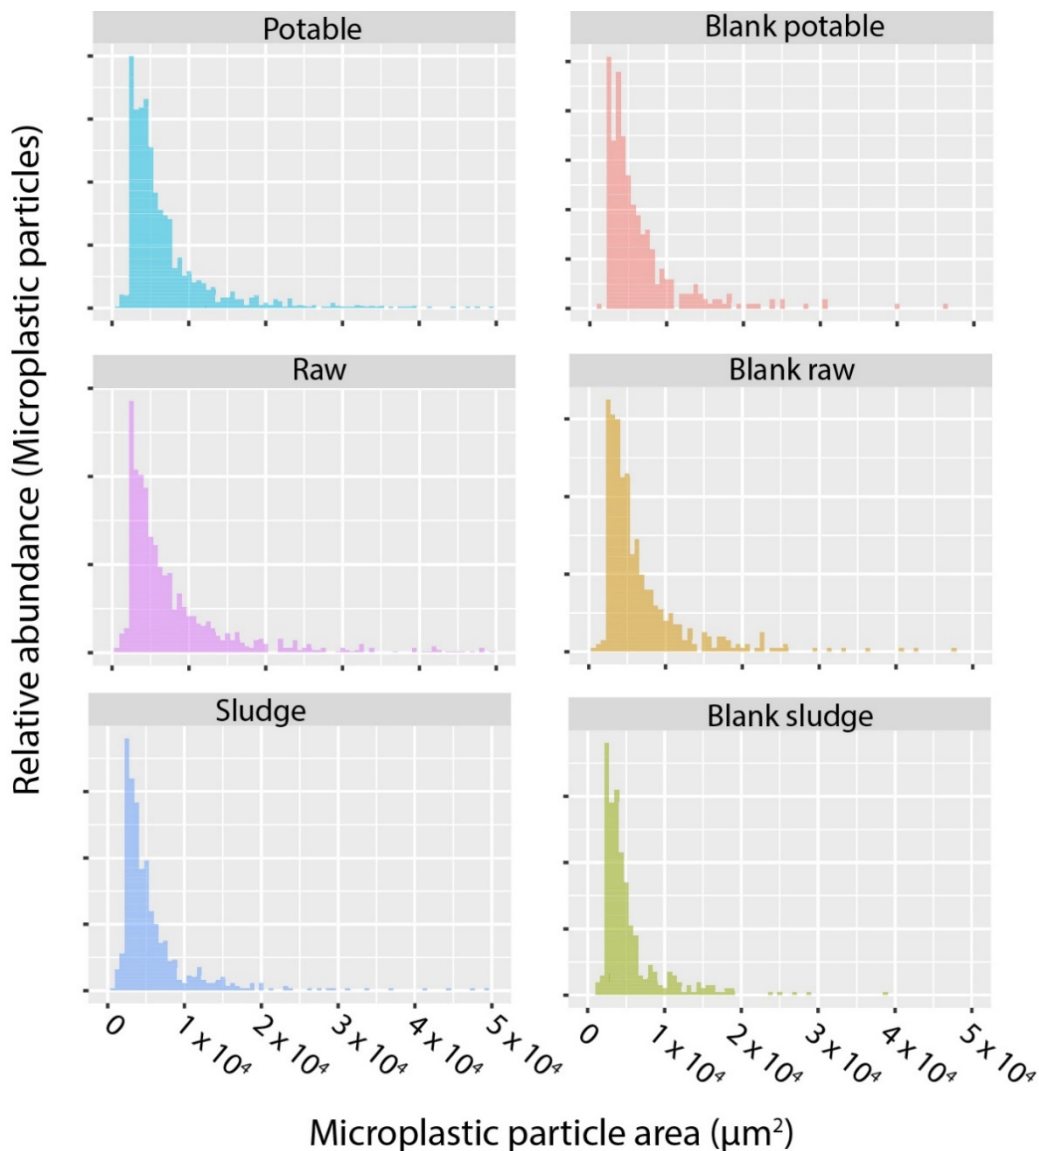 Potable
Blank potable
Raw
Blank raw
Sludge
Blank sludge
Relative abundance (Microplastic particles)
0
1 x 10⁴
2 x 10⁴
3 x 10⁴
4 x 10⁴
5 x 10⁴
0
1 x 10⁴
2 x 10⁴
3 x 10⁴
4 x 10⁴
5 x 10⁴
Microplastic particle area (µm²)